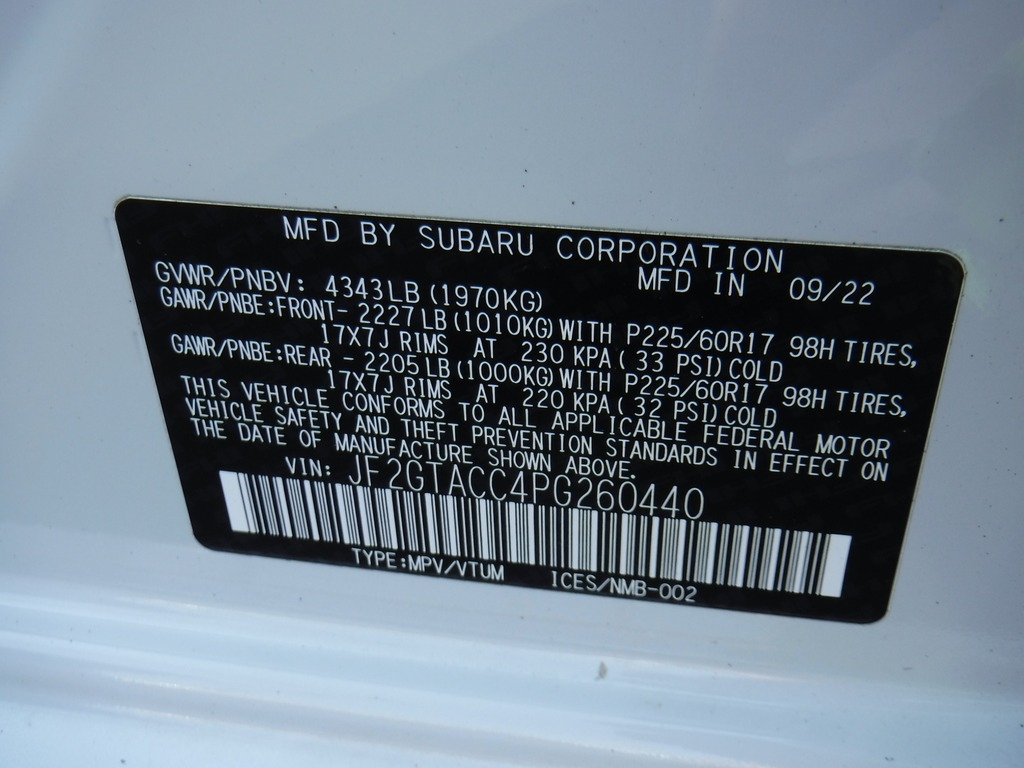 MFD BY SUBARU CORPORATION
MFD IN 09/22
GVWR/PNBV: 4343LB(1970KG)
GAWR/PNBE:FRONT- 2227LB(1010KG)WITH P225/60R17 98H TIRES,
17X7J RIMS AT 230 KPA( 33 PSI)COLD
GAWR/PNBE:REAR - 2205LB(1000KG)WITH P225/60R17 98H TIRES,
17X7J RIMS AT 220 KPA( 32 PSI)COLD
THIS VEHICLE CONFORMS TO ALL APPLICABLE FEDERAL MOTOR
VEHICLE SAFETY AND THEFT PREVENTION STANDARDS IN EFFECT ON
THE DATE OF MANUFACTURE SHOWN ABOVE.
VIN: JF2GTACC4PG260440
TYPE:MPV/VTUM ICES/NMB-002